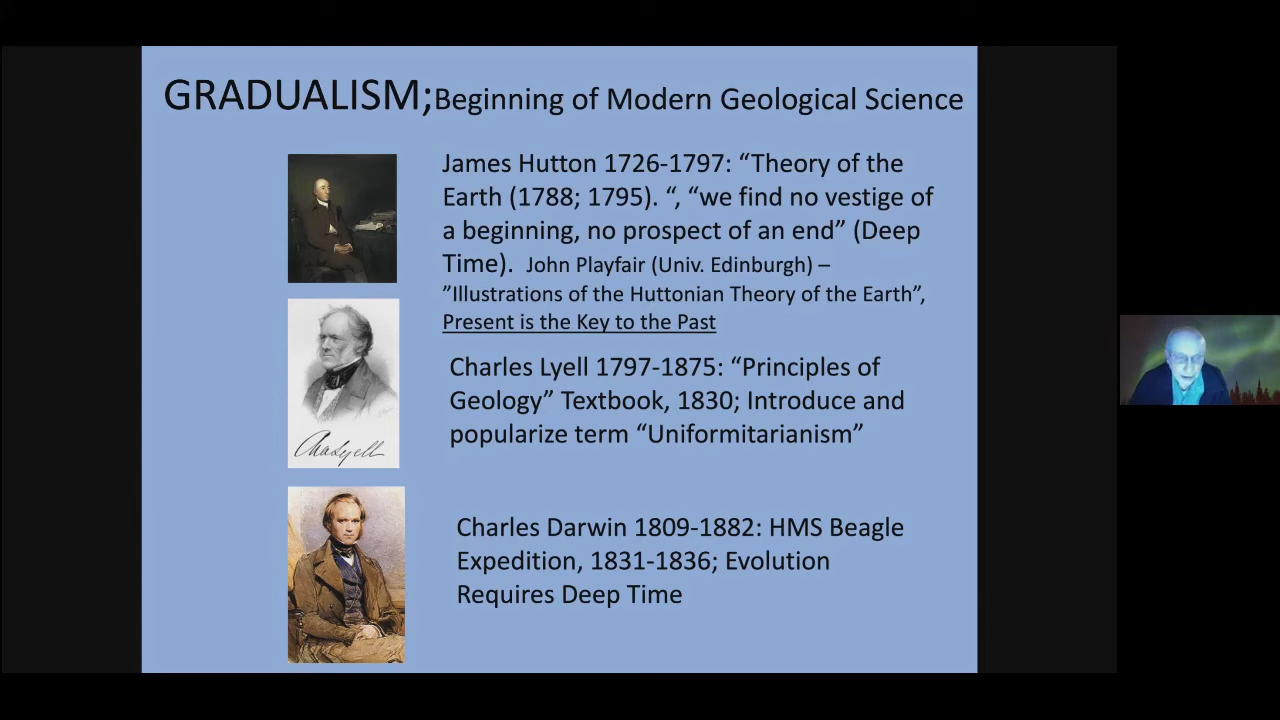 GRADUALISM;Beginning of Modern Geological Science
James Hutton 1726-1797: “Theory of the
Earth (1788; 1795). “, “we find no vestige of
a beginning, no prospect of an end” (Deep
Time). John Playfair (Univ. Edinburgh) –
”Illustrations of the Huttonian Theory of the Earth”,
Present is the Key to the Past
Charles Lyell 1797-1875: “Principles of
Geology” Textbook, 1830; Introduce and
popularize term “Uniformitarianism”
ChaLyell
Charles Darwin 1809-1882: HMS Beagle
Expedition, 1831-1836; Evolution
Requires Deep Time